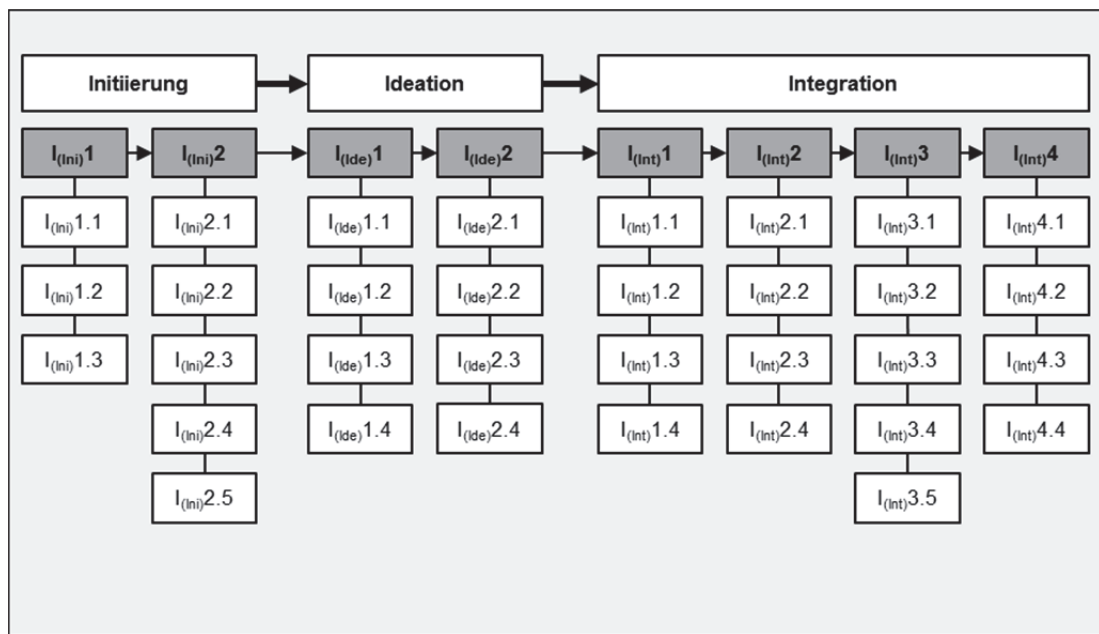 Initiierung Ideation Integration
I(Ini)1 I(Ini)2 I(Ide)1 I(Ide)2 I(Int)1 I(Int)2 I(Int)3 I(Int)4
I(Ini)1.1 I(Ini)2.1 I(Ide)1.1 I(Ide)2.1 I(Int)1.1 I(Int)2.1 I(Int)3.1 I(Int)4.1
I(Ini)1.2 I(Ini)2.2 I(Ide)1.2 I(Ide)2.2 I(Int)1.2 I(Int)2.2 I(Int)3.2 I(Int)4.2
I(Ini)1.3 I(Ini)2.3 I(Ide)1.3 I(Ide)2.3 I(Int)1.3 I(Int)2.3 I(Int)3.3 I(Int)4.3
I(Ini)2.4 I(Ide)1.4 I(Ide)2.4 I(Int)1.4 I(Int)2.4 I(Int)3.4 I(Int)4.4
I(Ini)2.5 I(Int)3.5